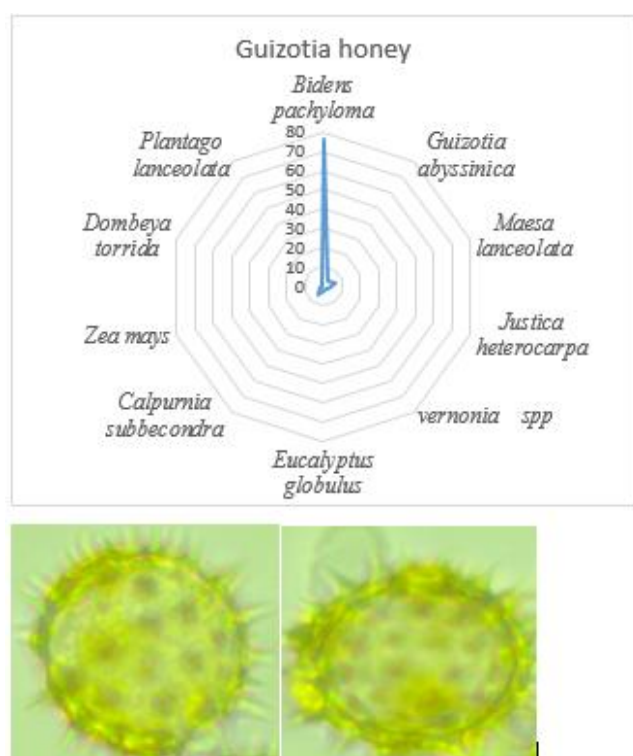 Guizotia honey
Bidens
pachyloma
Plantago
lanceolata
Guizotia
abyssinica
80
70
60
50
40
30
20
10
0
Dombeya
torrida
Maesa
lanceolata
Zea mays
Justica
heterocarpa
Calpurnia
subbecondra
vernonia spp
Eucalyptus
globulus